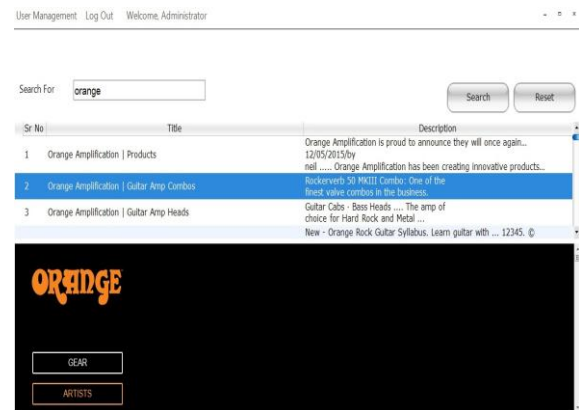 User Management Log Out Welcome, Administrator
Search For orange Search Reset
Sr No Title Description
1 Orange Amplification | Products Orange Amplification is proud to announce they will once again...
12/05/2015/by
neil ..... Orange Amplification has been creating innovative products...
2 Orange Amplification | Guitar Amp Combos Rockerverb 50 MKIII Combo: One of the
finest valve combos in the business.
3 Orange Amplification | Guitar Amp Heads Guitar Cabs - Bass Heads .... The amp of
choice for Hard Rock and Metal ...
New - Orange Rock Guitar Syllabus. Learn guitar with ... 12345. ©
ORANGE
GEAR
ARTISTS